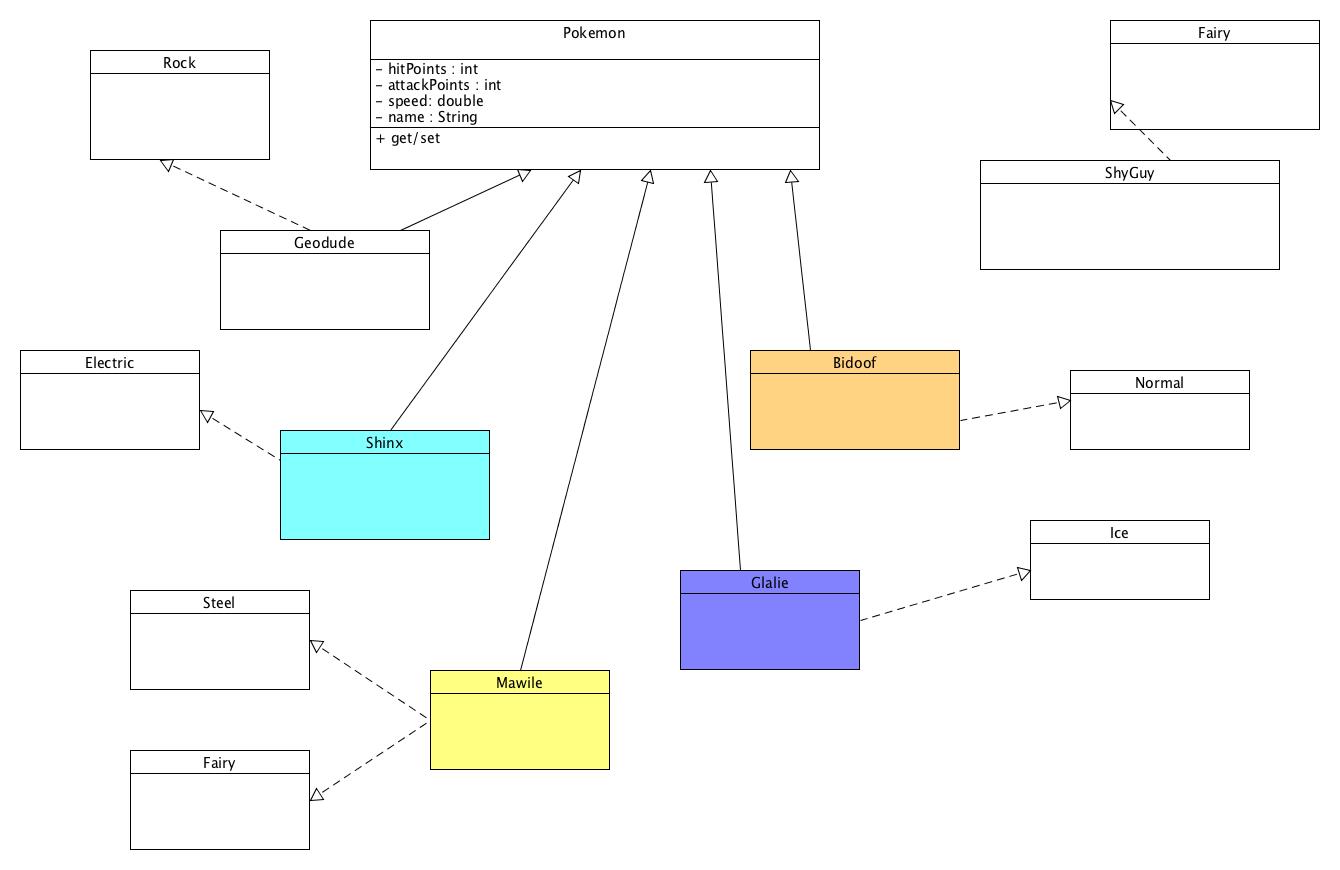 Pokemon
– hitPoints : int
– attackPoints : int
– speed: double
– name : String
+ get/set
Fairy
Rock
ShyGuy
Geodude
Electric
Bidoof
Normal
Shinx
Ice
Glalie
Steel
Mawile
Fairy